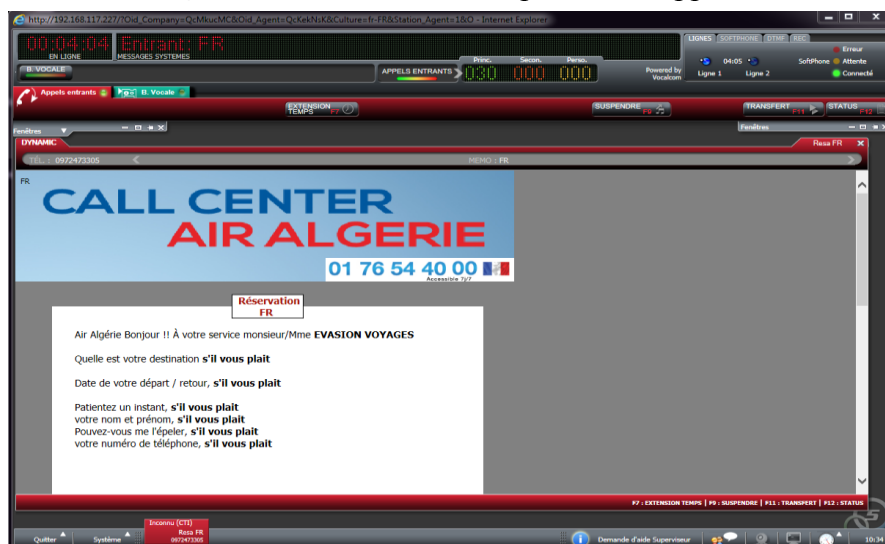 http://192.168.117.227/?Oid_Company=QcMkucMC&Oid_Agent=QcKekNsK&Culture=fr-FR&Station_Agent=1&O - Internet Explorer
00:04:04 Entrant: FR
EN LIGNE MESSAGES SYSTEMES
LIGNES SOFTPHONE DTMF REC
Erreur
04:05 SoftPhone Attente
Ligne 1 Ligne 2 Connecté
B. VOCALE
Princ. Secon. Perso.
APPELS ENTRANTS 030 000 000
Powered by
Vocalcom
Appels entrants B. Vocale
EXTENSION
TEMPS F7
SUSPENDRE F9
TRANSFERT F11
STATUS F12
Fenêtres Fenêtres
DYNAMIC Resa FR X
TÉL. : 0972473305 MEMO : FR
FR
CALL CENTER
AIR ALGERIE
01 76 54 40 00
Accessible 7j/7
Réservation
FR
Air Algérie Bonjour !! À votre service monsieur/Mme EVASION VOYAGES
Quelle est votre destination s'il vous plait
Date de votre départ / retour, s'il vous plait
Patientez un instant, s'il vous plait
votre nom et prénom, s'il vous plait
Pouvez-vous me l'épeler, s'il vous plait
votre numéro de téléphone, s'il vous plait
F7 : EXTENSION TEMPS | F9 : SUSPENDRE | F11 : TRANSFERT | F12 : STATUS
Inconnu (CTI)
Resa FR
0972473305
Quitter Système Demande d'aide Superviseur 10:34